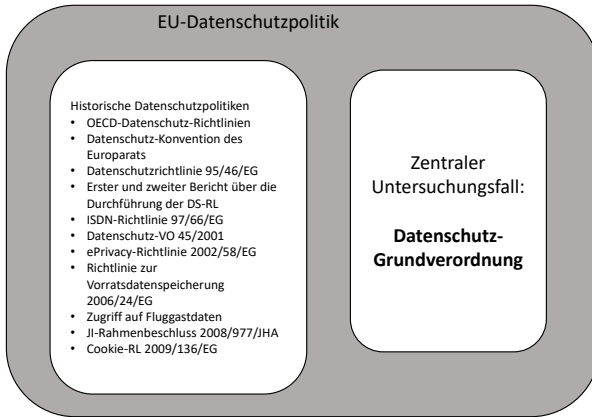 EU-Datenschutzpolitik
Historische Datenschutzpolitiken
• OECD-Datenschutz-Richtlinien
• Datenschutz-Konvention des
Europarats
• Datenschutzrichtlinie 95/46/EG
• Erster und zweiter Bericht über die
Durchführung der DS-RL
• ISDN-Richtlinie 97/66/EG
• Datenschutz-VO 45/2001
• ePrivacy-Richtlinie 2002/58/EG
• Richtlinie zur
Vorratsdatenspeicherung
2006/24/EG
• Zugriff auf Fluggastdaten
• JI-Rahmenbeschluss 2008/977/JHA
• Cookie-RL 2009/136/EG
Zentraler
Untersuchungsfall:
Datenschutz-
Grundverordnung